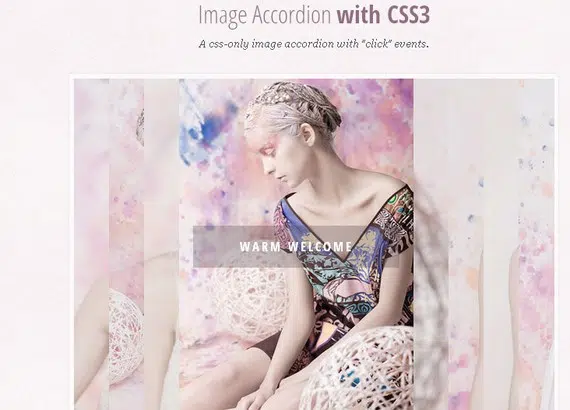 Image Accordion with CSS3
A css-only image accordion with "click" events.
WARM WELCOME